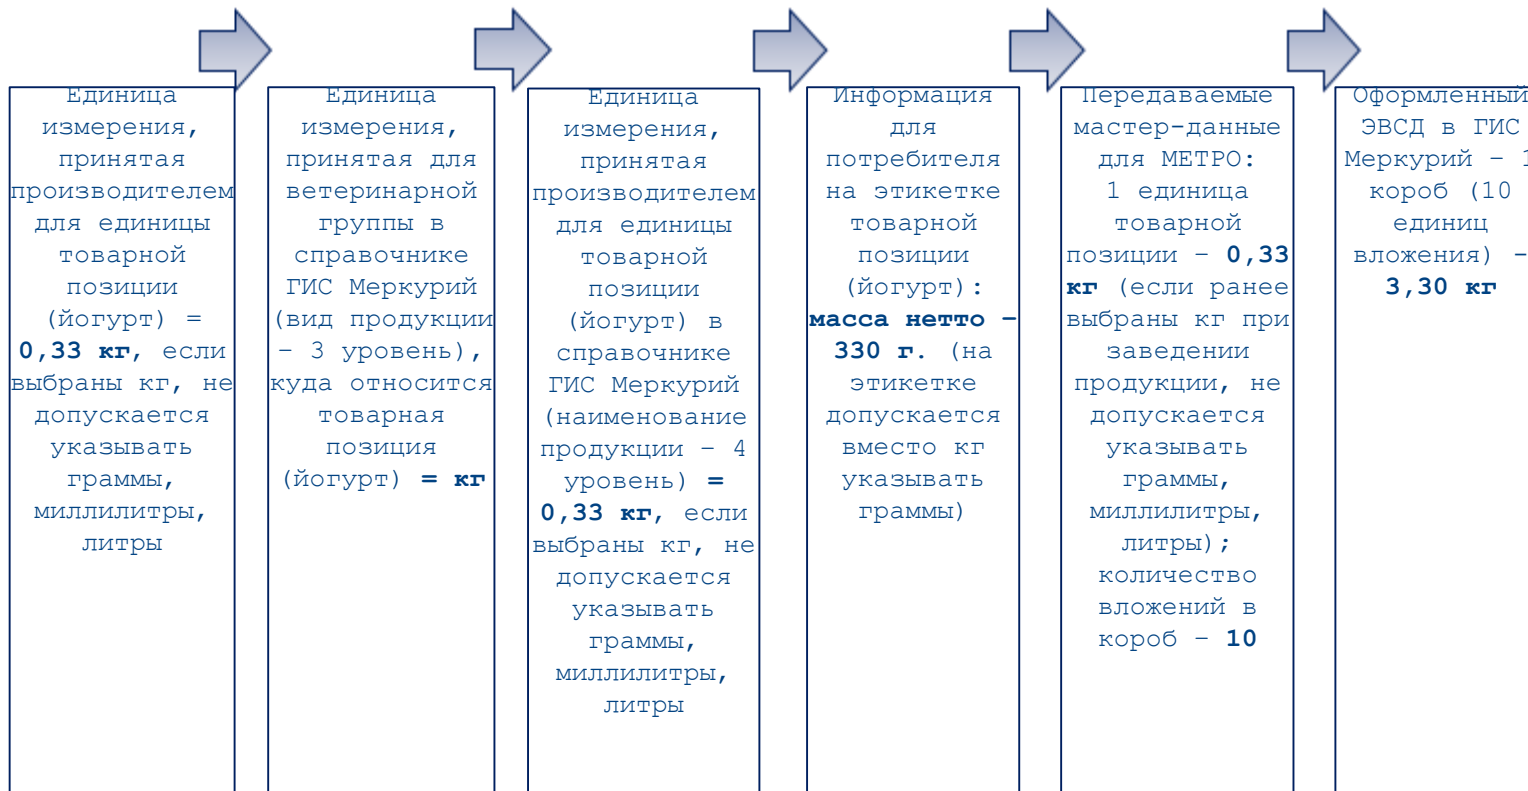 Единица
измерения,
принятая
производителем
для единицы
товарной
позиции
(йогурт) =
0,33 кг, если
выбраны кг, не
допускается
указывать
граммы,
миллилитры,
литры
Единица
измерения,
принятая для
ветеринарной
группы в
справочнике
ГИС Меркурий
(вид продукции
– 3 уровень),
куда относится
товарная
позиция
(йогурт) = кг
Единица
измерения,
принятая
производителем
для единицы
товарной
позиции
(йогурт) в
справочнике
ГИС Меркурий
(наименование
продукции – 4
уровень) =
0,33 кг, если
выбраны кг, не
допускается
указывать
граммы,
миллилитры,
литры
Информация
для
потребителя
на этикетке
товарной
позиции
(йогурт):
масса нетто –
330 г. (на
этикетке
допускается
вместо кг
указывать
граммы)
Передаваемые
мастер-данные
для МЕТРО:
1 единица
товарной
позиции – 0,33
кг (если ранее
выбраны кг при
заведении
продукции, не
допускается
указывать
граммы,
миллилитры,
литры);
количество
вложений в
короб – 10
Оформленный
ЭВСД в ГИС
Меркурий – 1
короб (10
единиц
вложения) –
3,30 кг